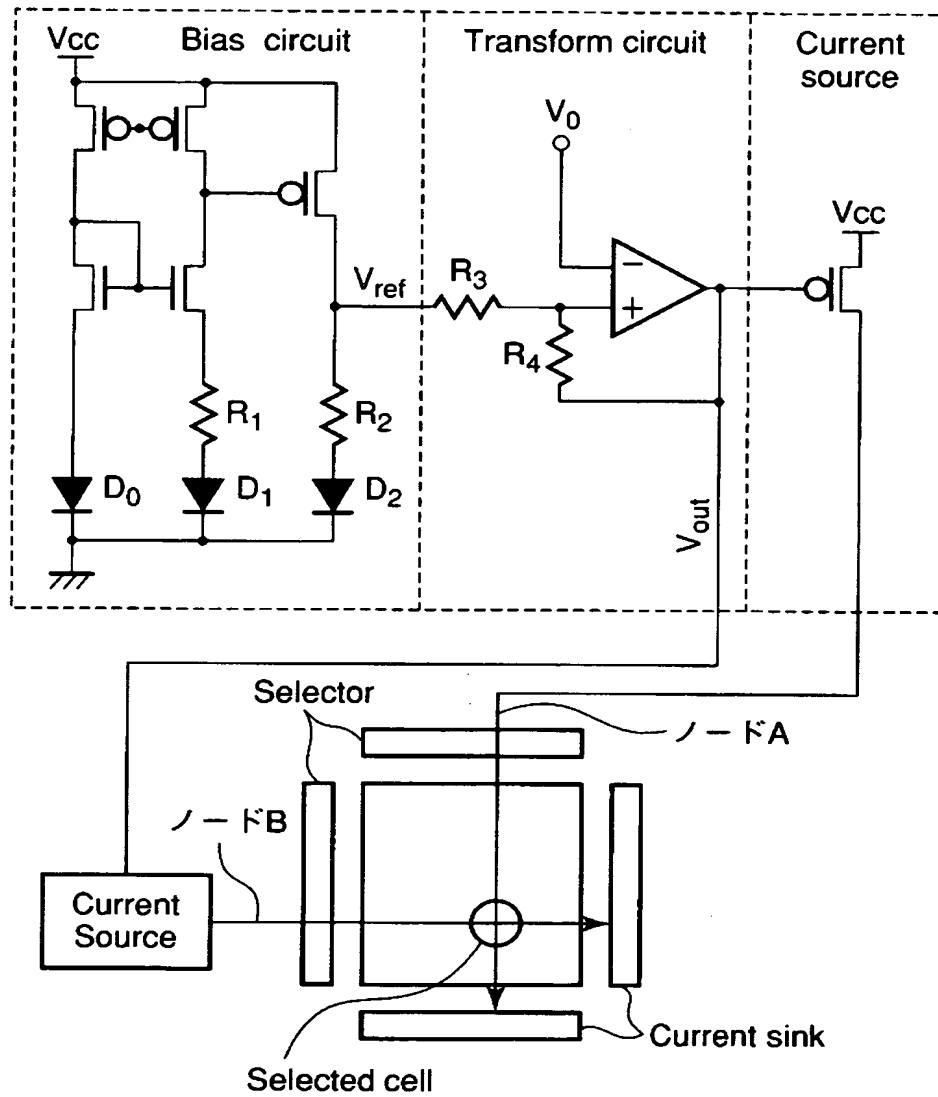 Bias circuit
Transform circuit
Current
source
Vcc
V0
Vcc
Vref
R3
R4
R1
R2
D0
D1
D2
Vout
Selector
ノードA
ノードB
Current
Source
Current sink
Selected cell